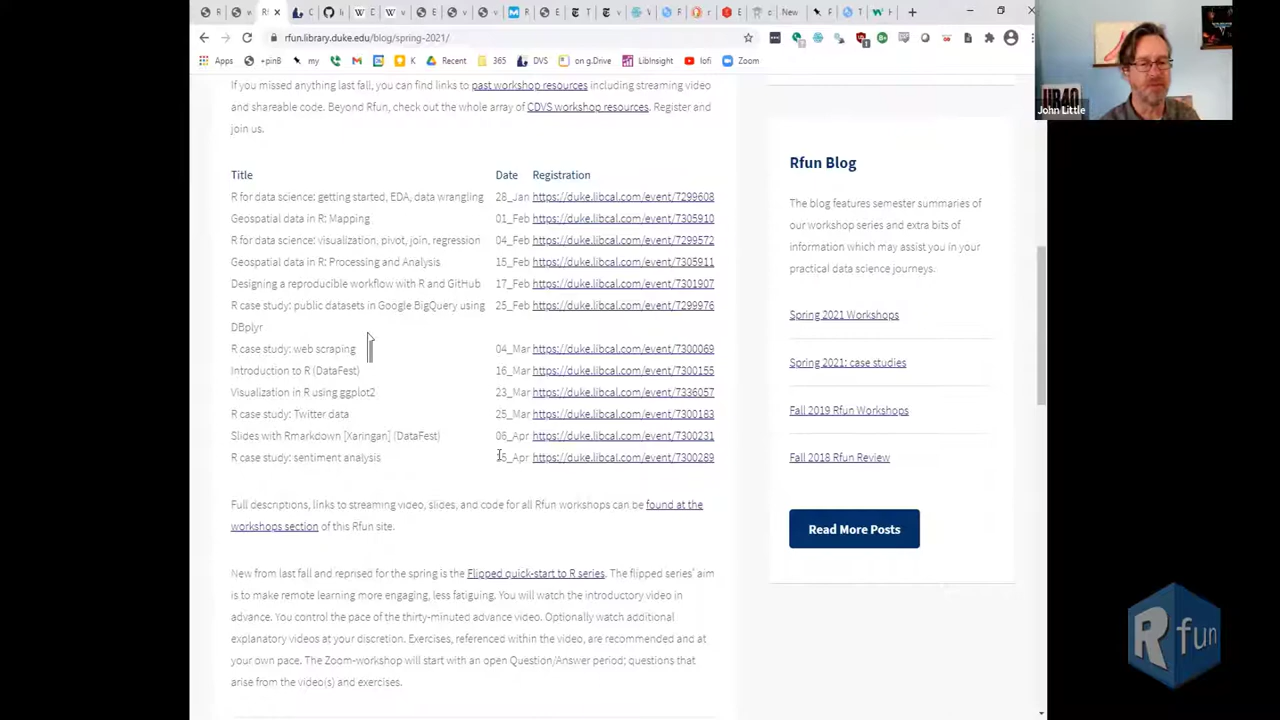 New
rfun.library.duke.edu/blog/spring-2021/
Apps +pinB my K Recent 365 DVS on g.Drive LibInsight lofi Zoom
UB40
John Little
If you missed anything last fall, you can find links to past workshop resources including streaming video
and shareable code. Beyond Rfun, check out the whole array of CDVS workshop resources. Register and
join us.
Title Date Registration
R for data science: getting started, EDA, data wrangling 28_Jan https://duke.libcal.com/event/7299608
Geospatial data in R: Mapping 01_Feb https://duke.libcal.com/event/7305910
R for data science: visualization, pivot, join, regression 04_Feb https://duke.libcal.com/event/7299572
Geospatial data in R: Processing and Analysis 15_Feb https://duke.libcal.com/event/7305911
Designing a reproducible workflow with R and GitHub 17_Feb https://duke.libcal.com/event/7301907
R case study: public datasets in Google BigQuery using 25_Feb https://duke.libcal.com/event/7299976
DBplyr
R case study: web scraping 04_Mar https://duke.libcal.com/event/7300069
Introduction to R (DataFest) 16_Mar https://duke.libcal.com/event/7300155
Visualization in R using ggplot2 23_Mar https://duke.libcal.com/event/7336057
R case study: Twitter data 25_Mar https://duke.libcal.com/event/7300183
Slides with Rmarkdown [Xaringan] (DataFest) 06_Apr https://duke.libcal.com/event/7300231
R case study: sentiment analysis 15_Apr https://duke.libcal.com/event/7300289
Full descriptions, links to streaming video, slides, and code for all Rfun workshops can be found at the
workshops section of this Rfun site.
New from last fall and reprised for the spring is the Flipped quick-start to R series. The flipped series' aim
is to make remote learning more engaging, less fatiguing. You will watch the introductory video in
advance. You control the pace of the thirty-minuted advance video. Optionally watch additional
explanatory videos at your discretion. Exercises, referenced within the video, are recommended and at
your own pace. The Zoom-workshop will start with an open Question/Answer period; questions that
arise from the video(s) and exercises.
Rfun Blog
The blog features semester summaries of
our workshop series and extra bits of
information which may assist you in your
practical data science journeys.
Spring 2021 Workshops
Spring 2021: case studies
Fall 2019 Rfun Workshops
Fall 2018 Rfun Review
Read More Posts
R fun